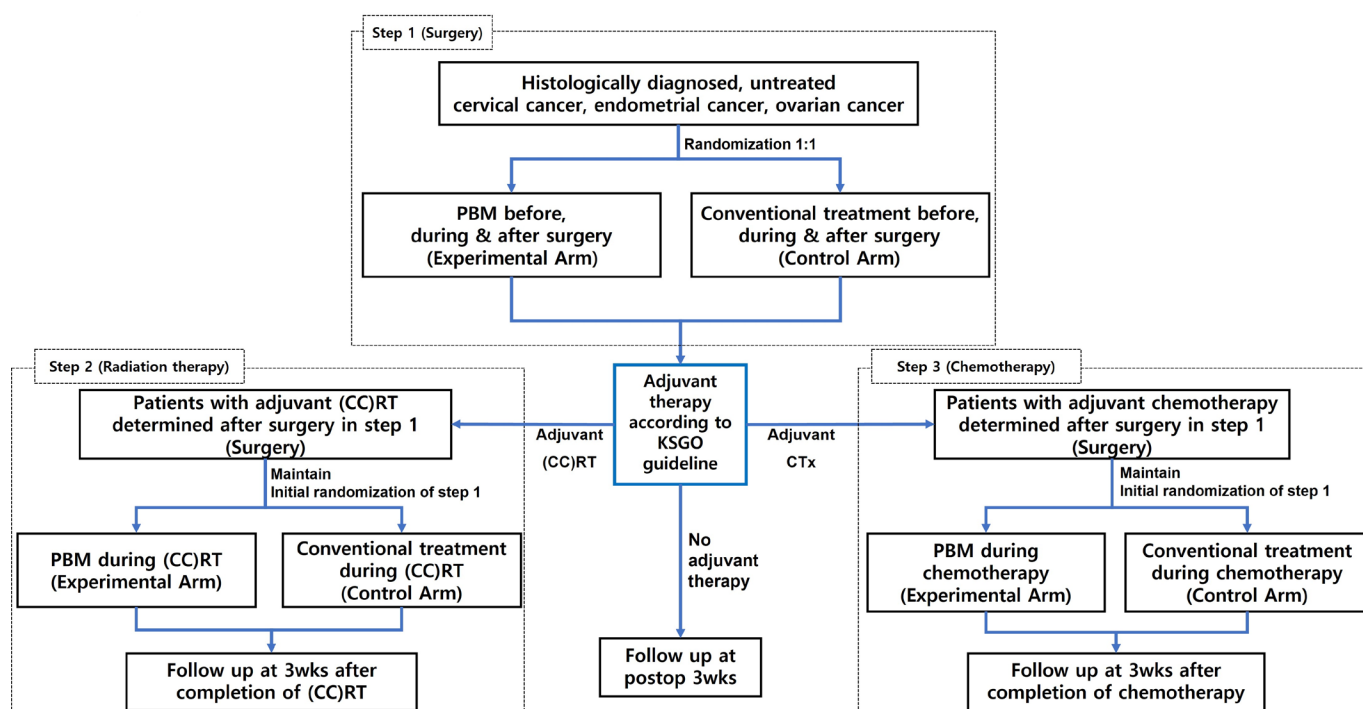 Step 1 (Surgery)
Histologically diagnosed, untreated
cervical cancer, endometrial cancer, ovarian cancer
Randomization 1:1
PBM before,
during & after surgery
(Experimental Arm)
Conventional treatment before,
during & after surgery
(Control Arm)
Adjuvant
therapy
according to
KSGO
guideline
Step 2 (Radiation therapy)
Patients with adjuvant (CC)RT
determined after surgery in step 1
(Surgery)
Adjuvant
(CC)RT
Maintain
Initial randomization of step 1
PBM during (CC)RT
(Experimental Arm)
Conventional treatment
during (CC)RT
(Control Arm)
Follow up at 3wks after
completion of (CC)RT
No
adjuvant
therapy
Follow up at
postop 3wks
Step 3 (Chemotherapy)
Adjuvant
CTx
Patients with adjuvant chemotherapy
determined after surgery in step 1
(Surgery)
Maintain
Initial randomization of step 1
PBM during
chemotherapy
(Experimental Arm)
Conventional treatment
during chemotherapy
(Control Arm)
Follow up at 3wks after
completion of chemotherapy